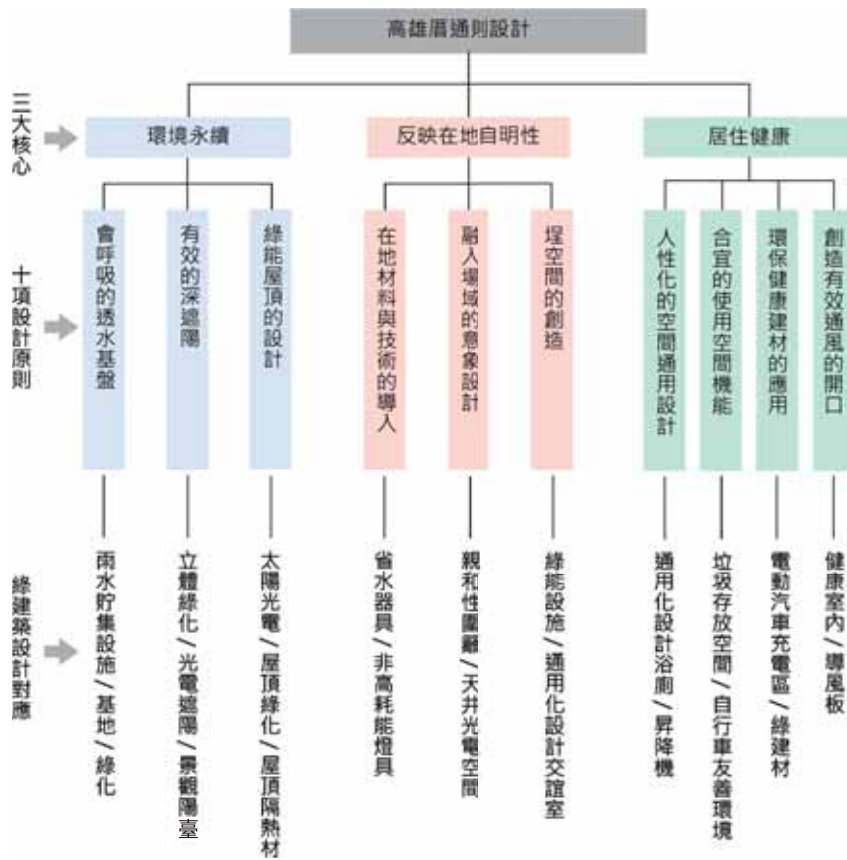 高雄厝通則設計
三大核心
環境永續
反映在地自明性
居住健康
十項設計原則
會呼吸的透水基盤
有效的深遮陽
綠能屋頂的設計
在地材料與技術的導入
融入場域的意象設計
埕空間的創造
人性化的空間通用設計
合宜的使用空間機能
環保健康建材的應用
創造有效通風的開口
綠建築設計對應
雨水貯集設施/基地/綠化
立體綠化/光電遮陽/景觀陽臺
太陽光電/屋頂綠化/屋頂隔熱材
省水器具/非高耗能燈具
親和性圍籬/天井光電空間
綠能設施/通用化設計交誼室
通用化設計浴廁/昇降機
垃圾存放空間/自行車友善環境
電動汽車充電區/綠建材
健康室內/導風板